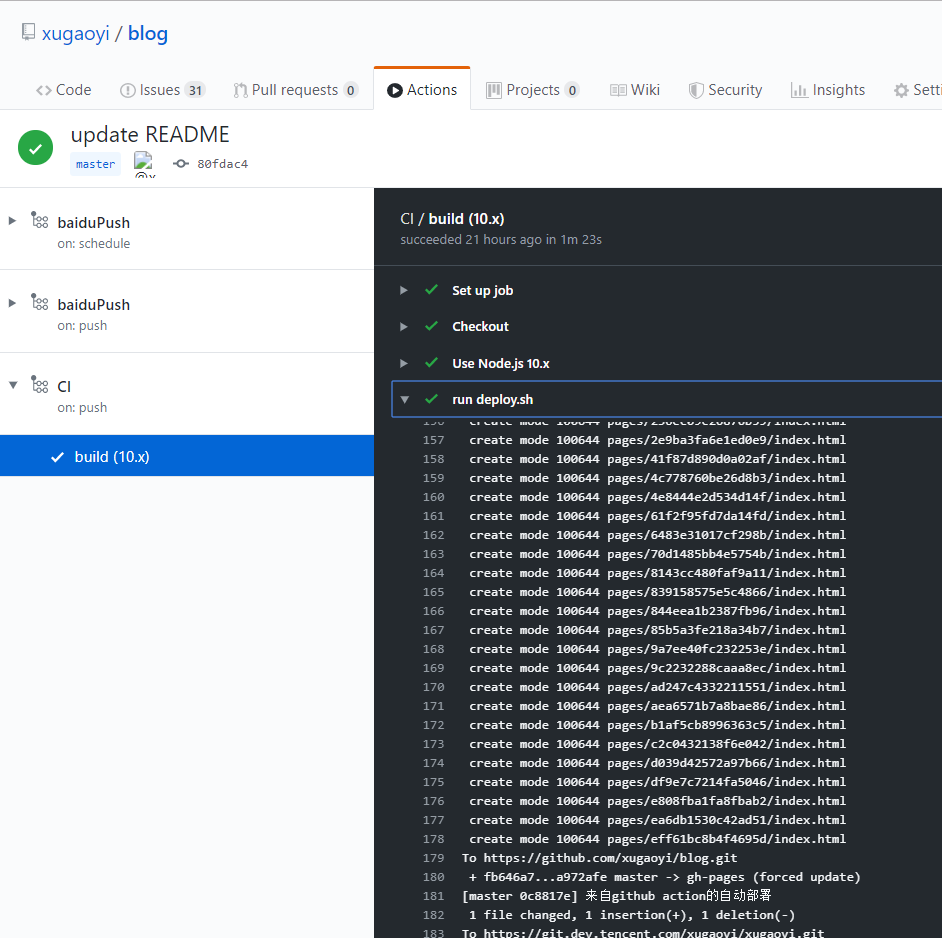 xugaoyi / blog
Code Issues 31 Pull requests 0 Actions Projects 0 Wiki Security Insights
update README
master 80fdac4
baiduPush
on: schedule
baiduPush
on: push
CI
on: push
build (10.x)
CI / build (10.x)
succeeded 21 hours ago in 1m 23s
Set up job
Checkout
Use Node.js 10.x
run deploy.sh
157 create mode 100644 pages/2e9ba3fa6e1ed0e9/index.html
158 create mode 100644 pages/41f87d890d0a02af/index.html
159 create mode 100644 pages/4c778760be26d8b3/index.html
160 create mode 100644 pages/4e8444e2d534d14f/index.html
161 create mode 100644 pages/61f2f95fd7da14fd/index.html
162 create mode 100644 pages/6483e31017cf298b/index.html
163 create mode 100644 pages/70d1485bb4e5754b/index.html
164 create mode 100644 pages/8143cc480faf9a11/index.html
165 create mode 100644 pages/839158575e5c4866/index.html
166 create mode 100644 pages/844eea1b2387fb96/index.html
167 create mode 100644 pages/85b5a3fe218a34b7/index.html
168 create mode 100644 pages/9a7ee40fc232253e/index.html
169 create mode 100644 pages/9c2232288caaa8ec/index.html
170 create mode 100644 pages/ad247c4332211551/index.html
171 create mode 100644 pages/aea6571b7a8bae86/index.html
172 create mode 100644 pages/b1af5cb8996363c5/index.html
173 create mode 100644 pages/c2c0432138f6e042/index.html
174 create mode 100644 pages/d039d42572a97b66/index.html
175 create mode 100644 pages/df9e7c7214fa5046/index.html
176 create mode 100644 pages/e808fba1fa8fbab2/index.html
177 create mode 100644 pages/ea6db1530c42ad51/index.html
178 create mode 100644 pages/eff61bc8b4f4695d/index.html
179 To https://github.com/xugaoyi/blog.git
180 + fb646a7...a972afe master -> gh-pages (forced update)
181 [master 0c8817e] 来自github action的自动部署
182 1 file changed, 1 insertion(+), 1 deletion(-)
183 To https://git.dev.tencent.com/xugaoyi/xugaoyi.git